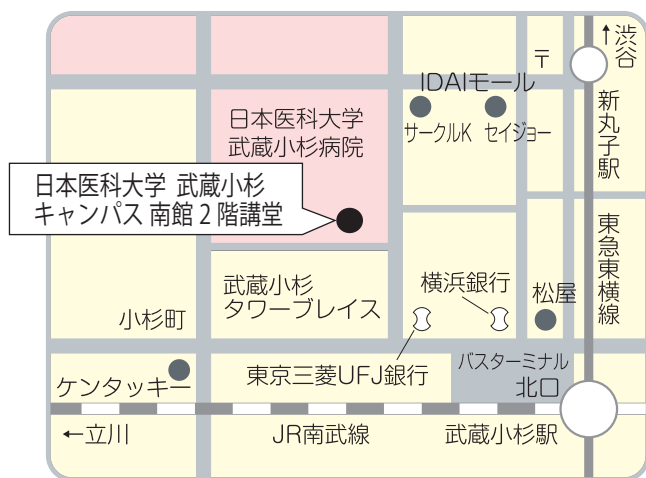 ↑渋谷
〒
IDAIモール
サークルK
セイジョー
新丸子駅
日本医科大学
武蔵小杉病院
日本医科大学 武蔵小杉
キャンパス 南館2階講堂
東急東横線
武蔵小杉
タワープレイス
横浜銀行
松屋
小杉町
バスターミナル
北口
東京三菱UFJ銀行
ケンタッキー
←立川
JR南武線
武蔵小杉駅